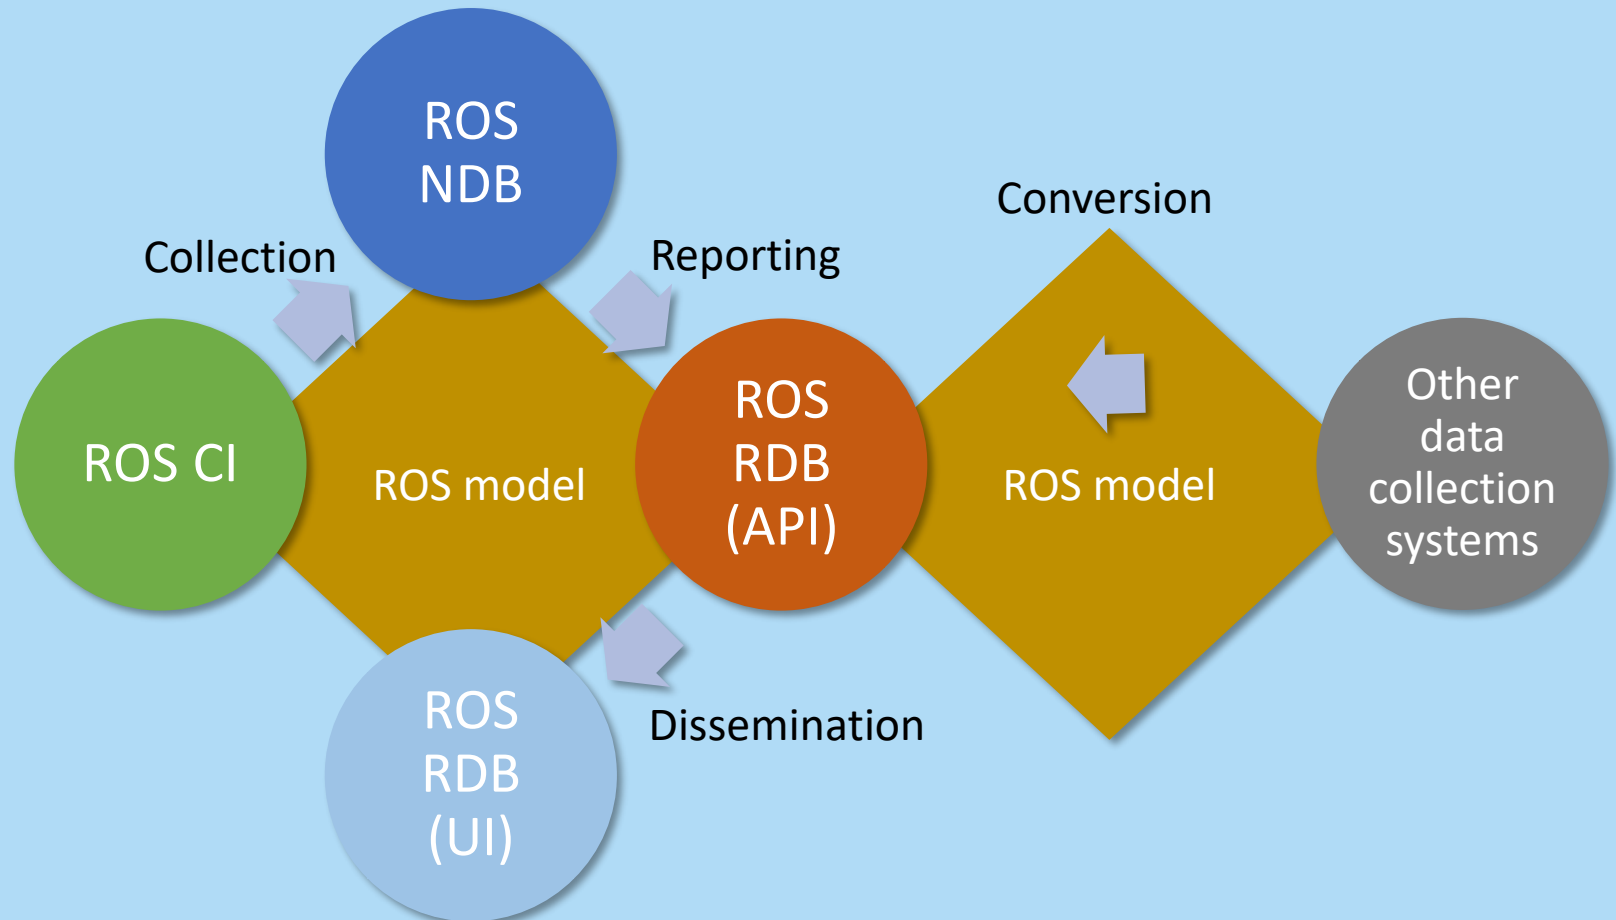 ROS
NDB
Conversion
Collection
Reporting
ROS CI
ROS model
ROS
RDB
(API)
ROS model
Other
data
collection
systems
ROS
RDB
(UI)
Dissemination